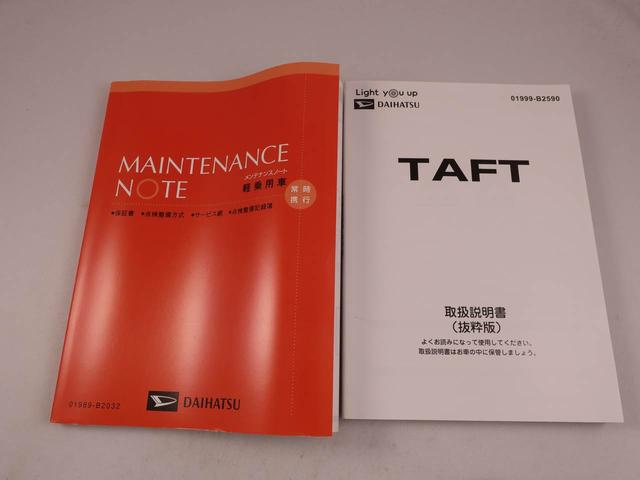 MAINTENANCE
NOTE
メンテナンスノート
軽乗用車
常時
携行
●保証書 ●点検整備方式 ●サービス網 ●点検整備記録簿
01989-B2032
DAIHATSU
Light you up
DAIHATSU
01999-B2590
TAFT
取扱説明書
(抜粋版)
よくお読みになって使用してください。
取扱説明書はお車の中に保管しましょう。